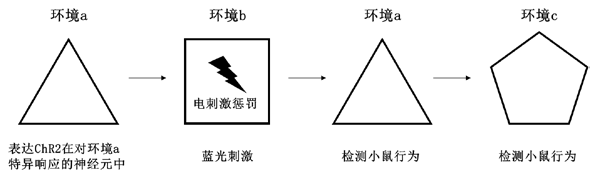 环境a
环境b
环境a
环境c
电刺激惩罚
表达ChR2在对环境a
特异响应的神经元中
蓝光刺激
检测小鼠行为
检测小鼠行为